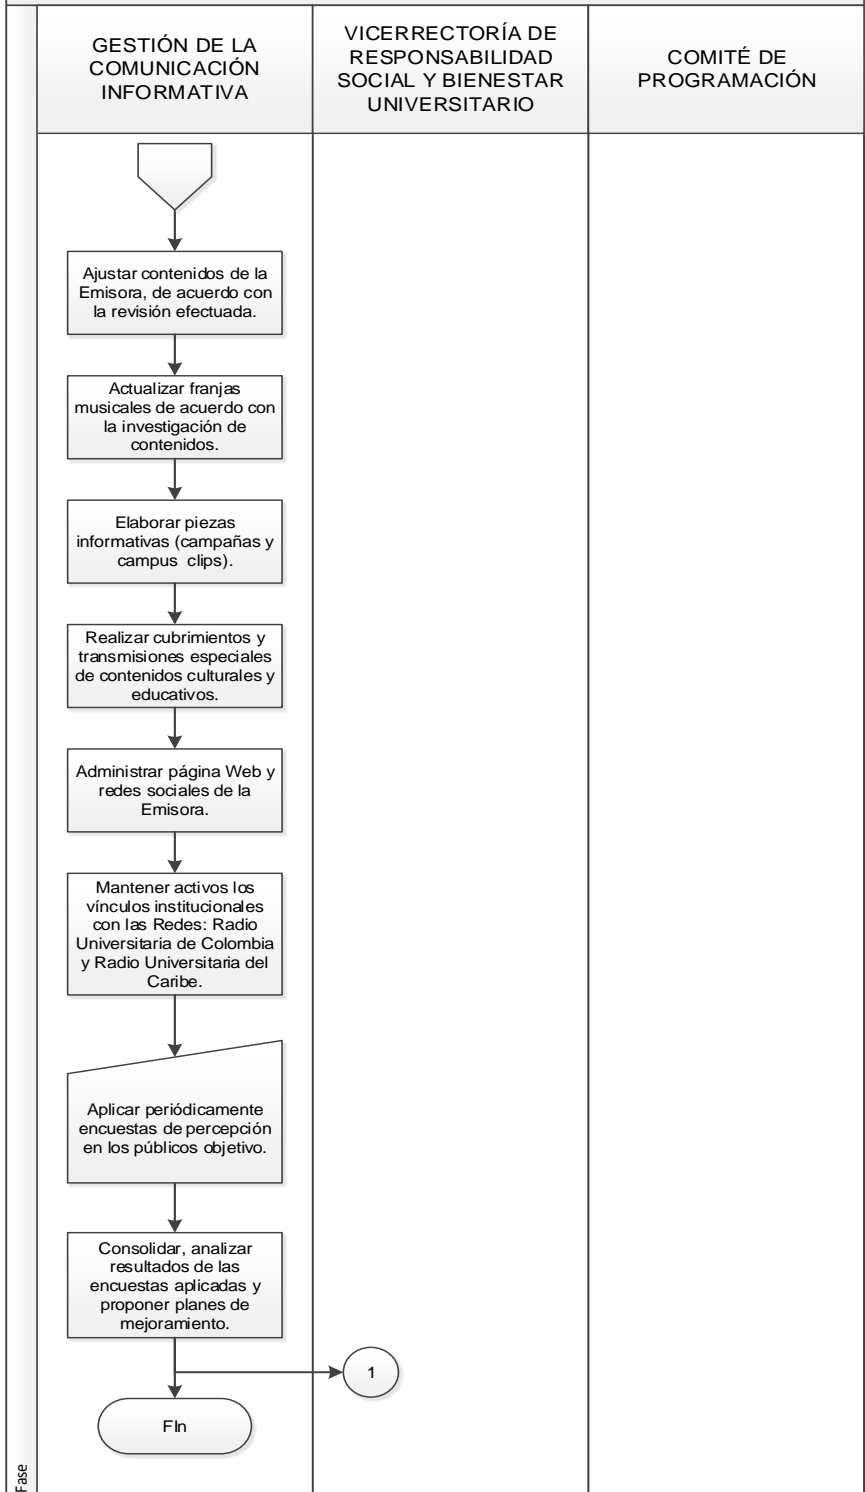 GESTIÓN DE LA
COMUNICACIÓN
INFORMATIVA
VICERRECTORÍA DE
RESPONSABILIDAD
SOCIAL Y BIENESTAR
UNIVERSITARIO
COMITÉ DE
PROGRAMACIÓN
Ajustar contenidos de la
Emisora, de acuerdo con
la revisión efectuada.
Actualizar franjas
musicales de acuerdo con
la investigación de
contenidos.
Elaborar piezas
informativas (campañas y
campus clips).
Realizar cubrimientos y
transmisiones especiales
de contenidos culturales y
educativos.
Administrar página Web y
redes sociales de la
Emisora.
Mantener activos los
vínculos institucionales
con las Redes: Radio
Universitaria de Colombia
y Radio Universitaria del
Caribe.
Aplicar periódicamente
encuestas de percepción
en los públicos objetivo.
Consolidar, analizar
resultados de las
encuestas aplicadas y
proponer planes de
mejoramiento.
1
FIn
Fase